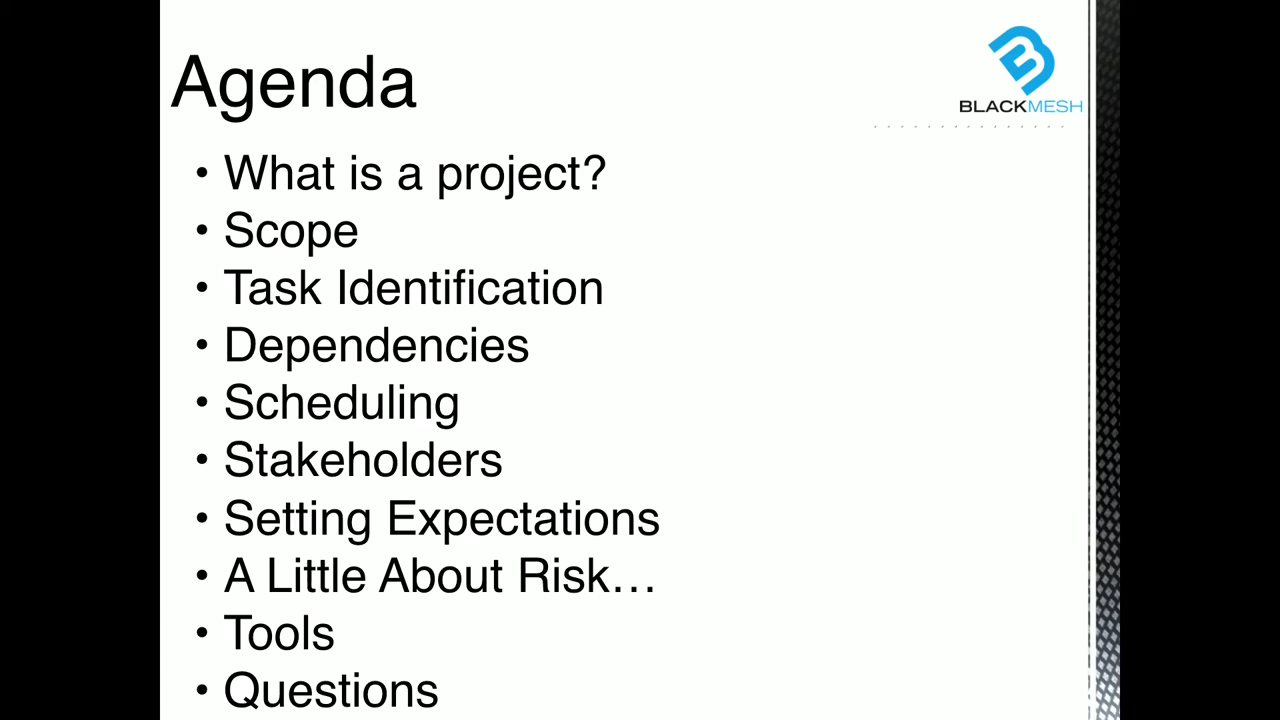 Agenda
BLACKMESH
• What is a project?
• Scope
• Task Identification
• Dependencies
• Scheduling
• Stakeholders
• Setting Expectations
• A Little About Risk…
• Tools
• Questions